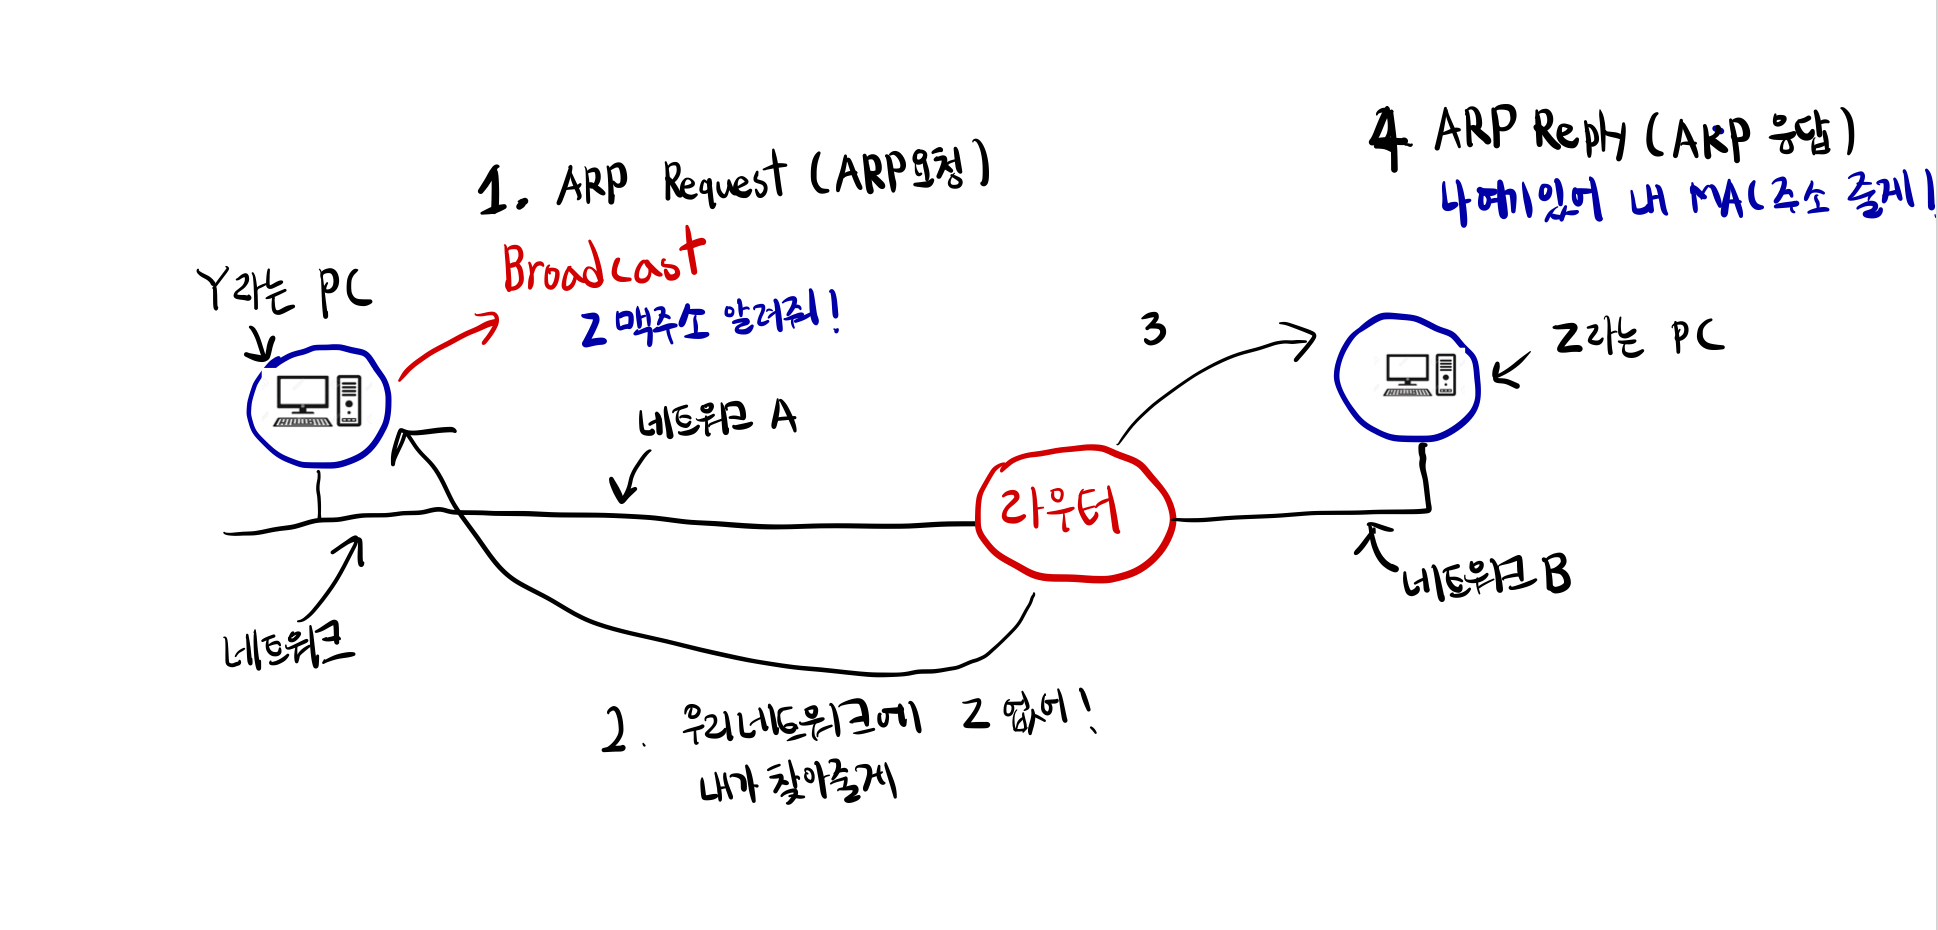 4 ARP Reply (ARP 응답)
나 여기있어 내 MAC주소 줄게!
1. ARP Request (ARP요청)
Broadcast
Z 맥주소 알려줘!
Y라는 PC
3
Z라는 PC
네트워크 A
라우터
네트워크 B
네트워크
2. 우리네트워크에 Z 없어!
내가 찾아줄게